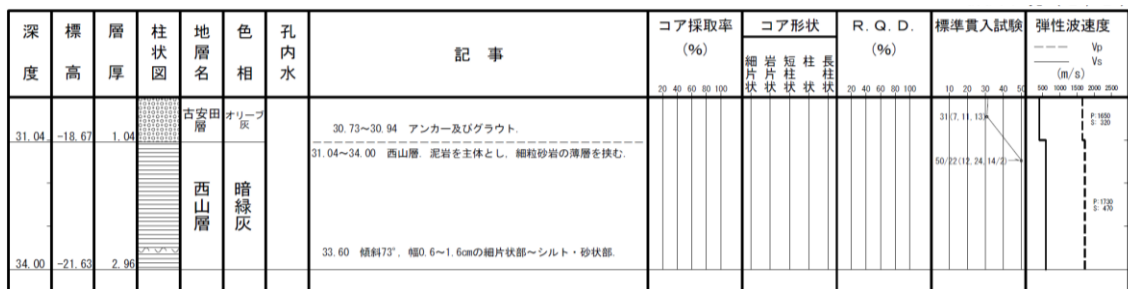 深度
標高
層厚
柱状図
地層名
色相
孔内水
記事
コア採取率
(%)
20 40 60 80 100
コア形状
細片状
岩片状
短柱状
柱状
長柱状
R. Q. D.
(%)
20 40 60 80 100
標準貫入試験
10 20 30 40 50
弾性波速度
Vp
Vs
(m/s)
500 1000 1500 2000 2500
古安田層
オリーブ灰
30.73~30.94 アンカー及びグラウト.
31(7, 11, 13)
P:1650
S: 320
31.04 -18.67 1.04
31.04~34.00 西山層. 泥岩を主体とし, 細粒砂岩の薄層を挟む.
50/22(12, 24, 14/2)
西山層
暗緑灰
P:1730
S: 470
33.60 傾斜73°, 幅0.6~1.6cmの細片状部~シルト・砂状部.
34.00 -21.63 2.96